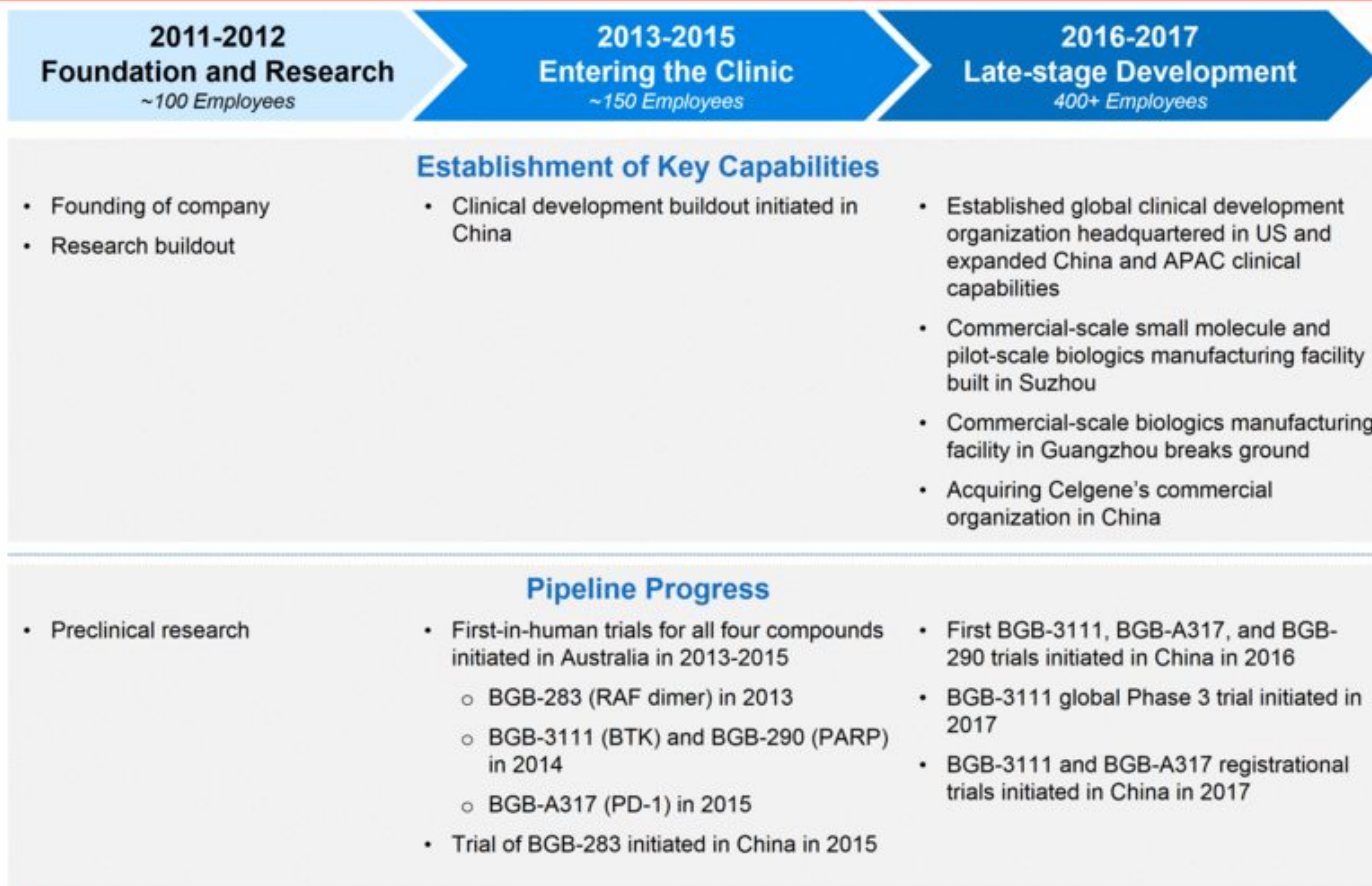 2011-2012
Foundation and Research
~100 Employees
2013-2015
Entering the Clinic
~150 Employees
2016-2017
Late-stage Development
400+ Employees
Establishment of Key Capabilities
• Founding of company
• Research buildout
• Clinical development buildout initiated in
China
• Established global clinical development
organization headquartered in US and
expanded China and APAC clinical
capabilities
• Commercial-scale small molecule and
pilot-scale biologics manufacturing facility
built in Suzhou
• Commercial-scale biologics manufacturing
facility in Guangzhou breaks ground
• Acquiring Celgene’s commercial
organization in China
Pipeline Progress
• Preclinical research
• First-in-human trials for all four compounds
initiated in Australia in 2013-2015
o BGB-283 (RAF dimer) in 2013
o BGB-3111 (BTK) and BGB-290 (PARP)
in 2014
o BGB-A317 (PD-1) in 2015
• Trial of BGB-283 initiated in China in 2015
• First BGB-3111, BGB-A317, and BGB-
290 trials initiated in China in 2016
• BGB-3111 global Phase 3 trial initiated in
2017
• BGB-3111 and BGB-A317 registrational
trials initiated in China in 2017